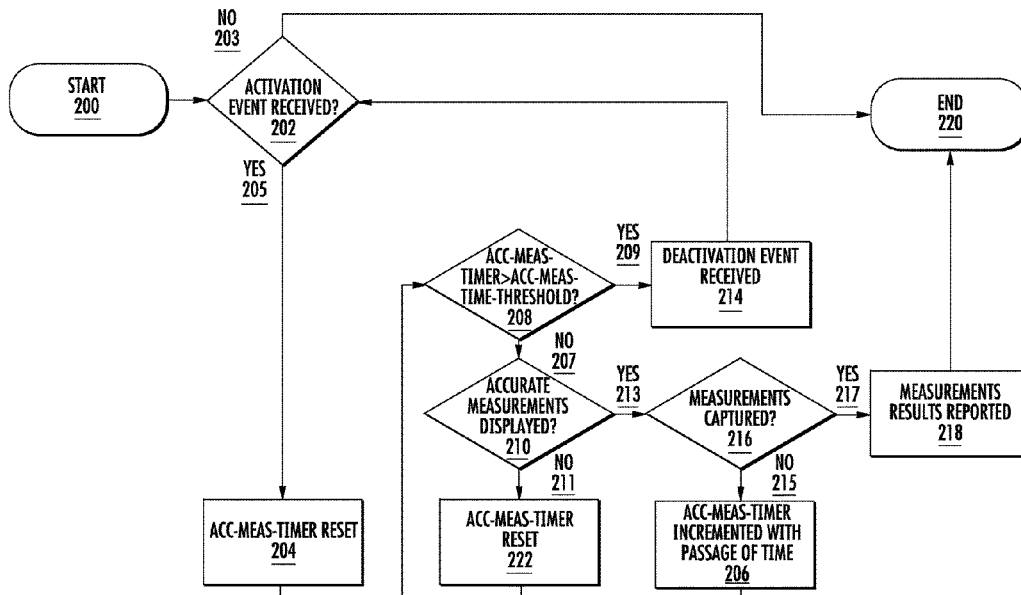 NO
203
START
200
ACTIVATION
EVENT RECEIVED?
202
END
220
YES
205
ACC-MEAS-
TIMER>ACC-MEAS-
TIME-THRESHOLD?
208
YES
209
DEACTIVATION EVENT
RECEIVED
214
NO
207
ACCURATE
MEASUREMENTS
DISPLAYED?
210
YES
213
MEASUREMENTS
CAPTURED?
216
YES
217
MEASUREMENTS
RESULTS REPORTED
218
NO
211
NO
215
ACC-MEAS-TIMER RESET
204
ACC-MEAS-TIMER
RESET
222
ACC-MEAS-TIMER
INCREMENTED WITH
PASSAGE OF TIME
206